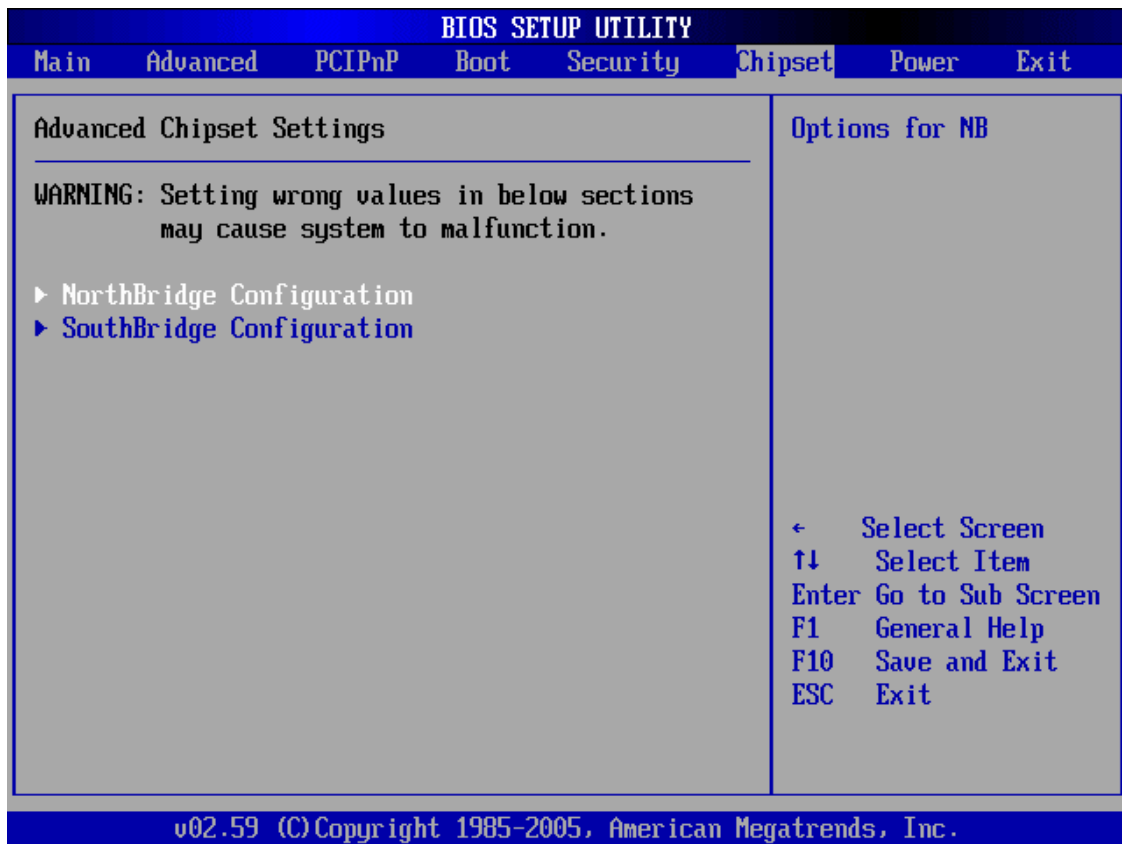 BIOS SETUP UTILITY
Main Advanced PCIPnP Boot Security Chipset Power Exit
Advanced Chipset Settings
WARNING: Setting wrong values in below sections
may cause system to malfunction.
▶ NorthBridge Configuration
▶ SouthBridge Configuration
Options for NB
← Select Screen
↑↓ Select Item
Enter Go to Sub Screen
F1 General Help
F10 Save and Exit
ESC Exit
v02.59 (C)Copyright 1985-2005, American Megatrends, Inc.